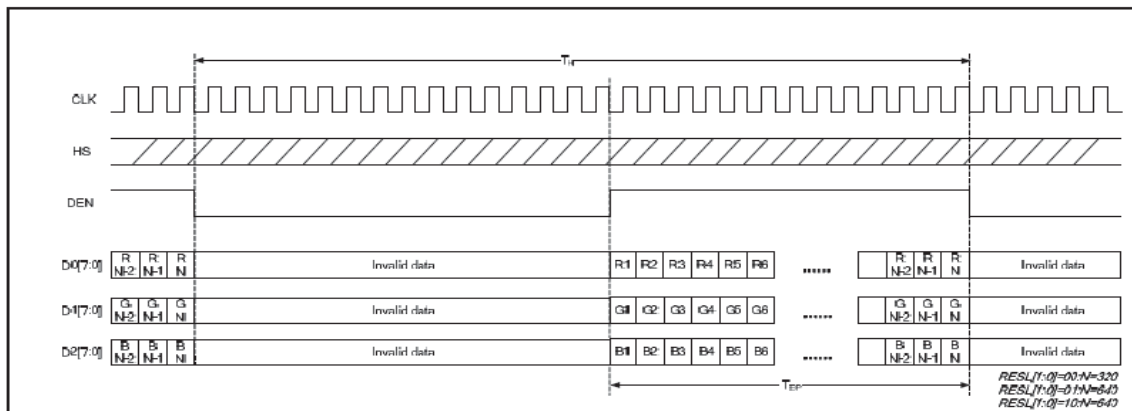 TH
CLK
HS
DEN
D0[7:0] R N-2 R N-1 R N Invalid data R1 R2 R3 R4 R5 R6 ...... R N-2 R N-1 R N Invalid data
D1[7:0] G N-2 G N-1 G N Invalid data G1 G2 G3 G4 G5 G6 ...... G N-2 G N-1 G N Invalid data
D2[7:0] B N-2 B N-1 B N Invalid data B1 B2 B3 B4 B5 B6 ...... B N-2 B N-1 B N Invalid data
TEP
RESL[1:0]=00:N=320
RESL[1:0]=01:N=640
RESL[1:0]=10:N=640